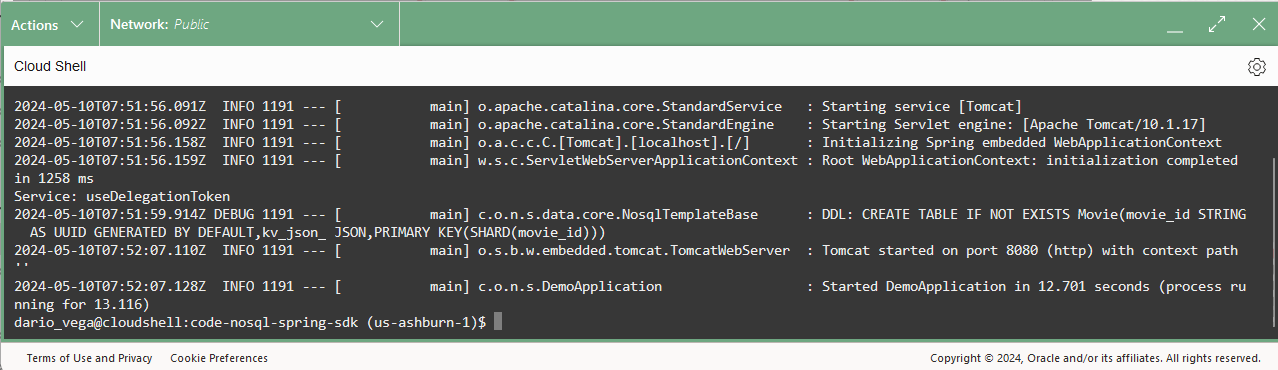 Actions Network: Public
Cloud Shell
2024-05-10T07:51:56.091Z  INFO 1191 --- [           main] o.apache.catalina.core.StandardService   : Starting service [Tomcat]
2024-05-10T07:51:56.092Z  INFO 1191 --- [           main] o.apache.catalina.core.StandardEngine    : Starting Servlet engine: [Apache Tomcat/10.1.17]
2024-05-10T07:51:56.158Z  INFO 1191 --- [           main] o.a.c.c.C.[Tomcat].[localhost].[/]       : Initializing Spring embedded WebApplicationContext
2024-05-10T07:51:56.159Z  INFO 1191 --- [           main] w.s.c.ServletWebServerApplicationContext : Root WebApplicationContext: initialization completed
in 1258 ms
Service: useDelegationToken
2024-05-10T07:51:59.914Z DEBUG 1191 --- [           main] c.o.n.s.data.core.NosqlTemplateBase      : DDL: CREATE TABLE IF NOT EXISTS Movie(movie_id STRING
  AS UUID GENERATED BY DEFAULT,kv_json_ JSON,PRIMARY KEY(SHARD(movie_id)))
2024-05-10T07:52:07.110Z  INFO 1191 --- [           main] o.s.b.w.embedded.tomcat.TomcatWebServer  : Tomcat started on port 8080 (http) with context path
''
2024-05-10T07:52:07.128Z  INFO 1191 --- [           main] c.o.n.s.DemoApplication                  : Started DemoApplication in 12.701 seconds (process ru
nning for 13.116)
dario_vega@cloudshell:code-nosql-spring-sdk (us-ashburn-1)$
Terms of Use and Privacy Cookie Preferences Copyright © 2024, Oracle and/or its affiliates. All rights reserved.